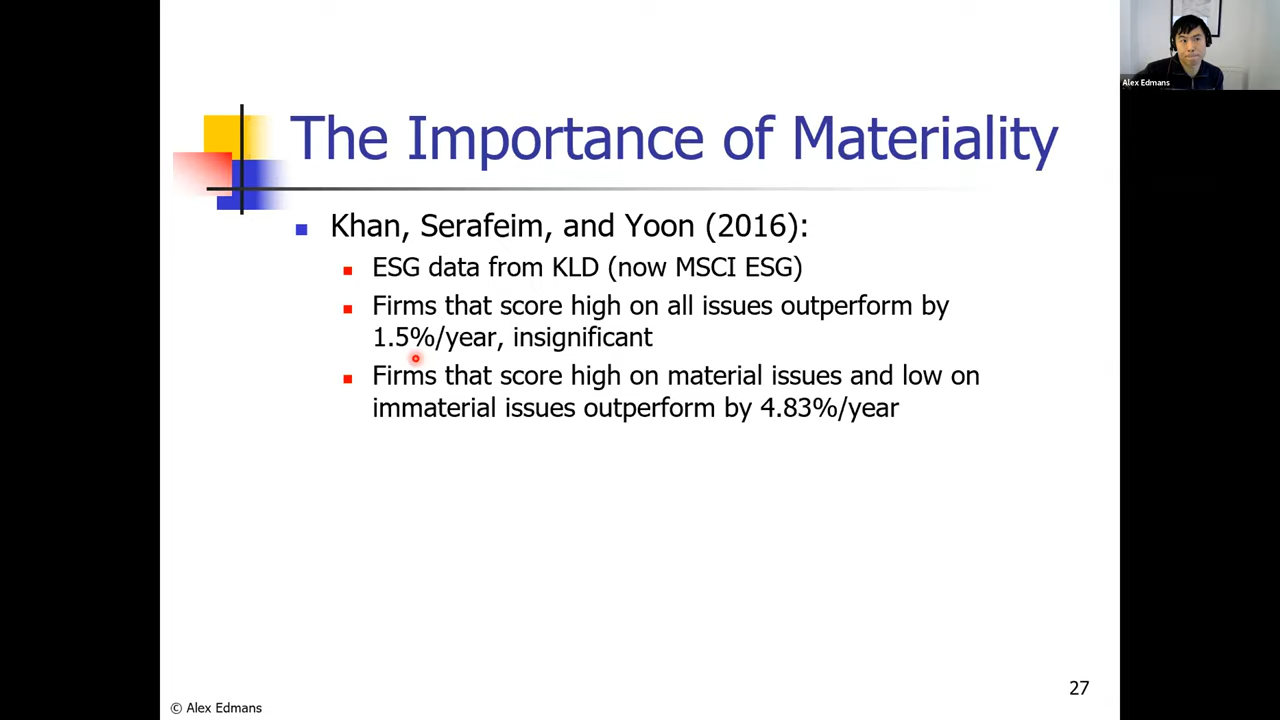 Alex Edmans
The Importance of Materiality
Khan, Serafeim, and Yoon (2016):
ESG data from KLD (now MSCI ESG)
Firms that score high on all issues outperform by
1.5%/year, insignificant
Firms that score high on material issues and low on
immaterial issues outperform by 4.83%/year
27
© Alex Edmans